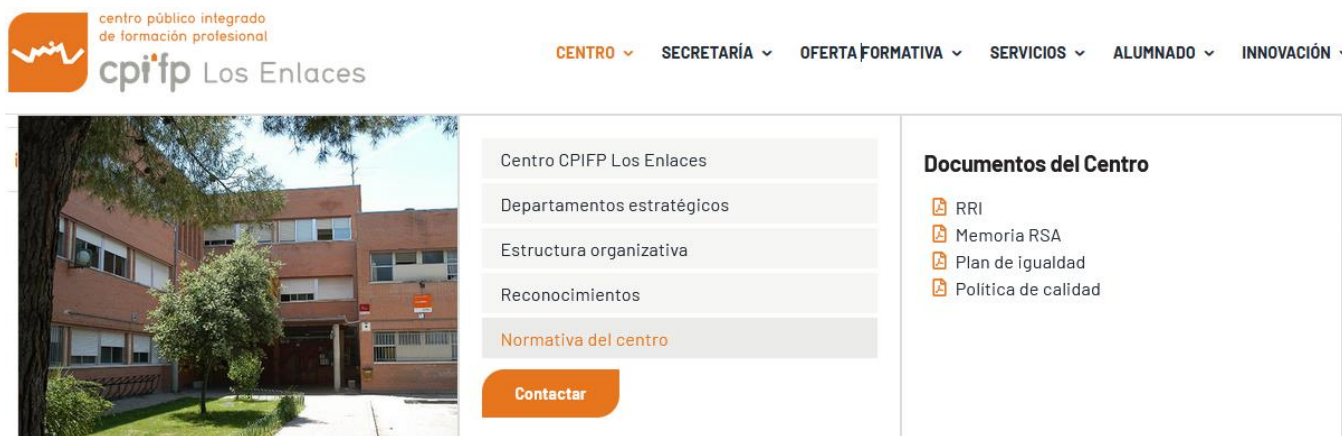 centro público integrado
de formación profesional
cpifp Los Enlaces
CENTRO
SECRETARÍA
OFERTA FORMATIVA
SERVICIOS
ALUMNADO
INNOVACIÓN
Centro CPIFP Los Enlaces
Departamentos estratégicos
Estructura organizativa
Reconocimientos
Normativa del centro
Contactar
Documentos del Centro
RRI
Memoria RSA
Plan de igualdad
Política de calidad